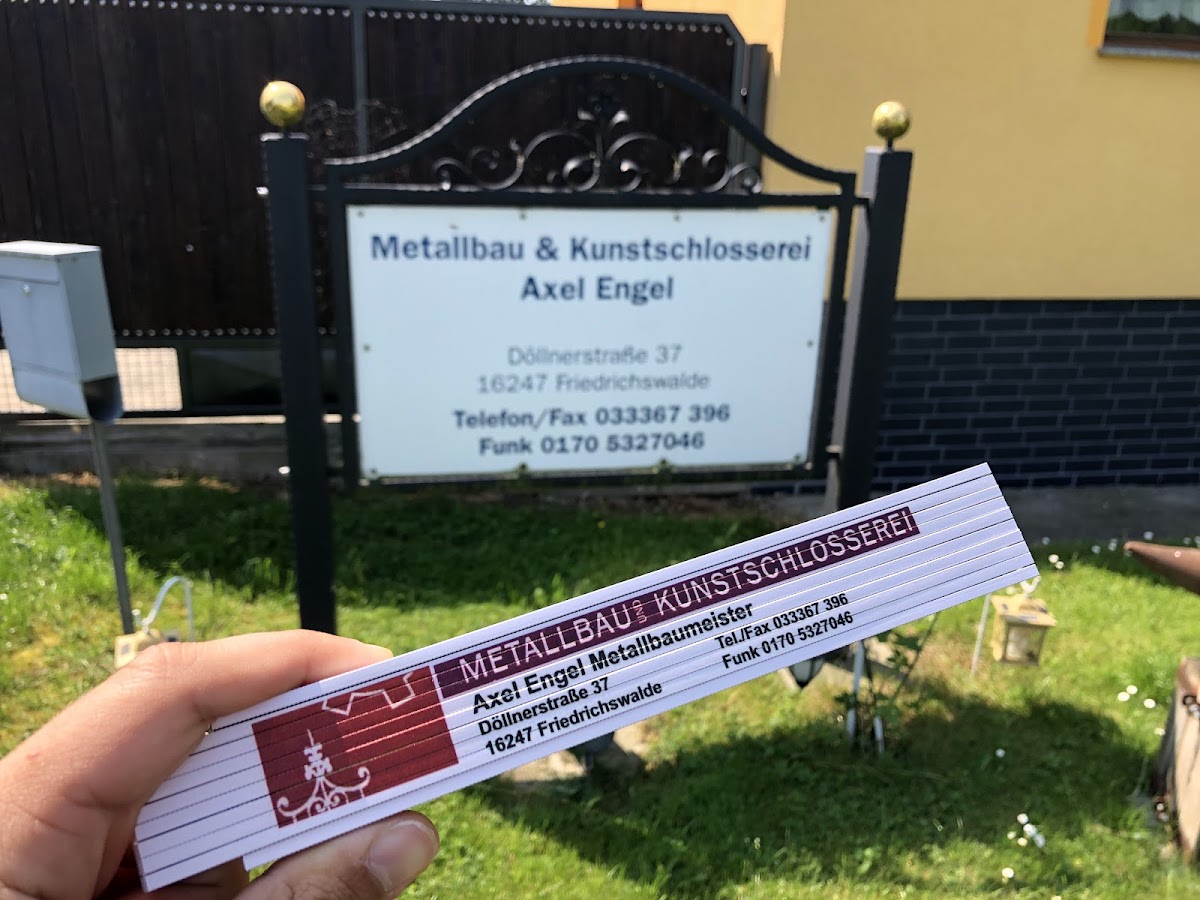 Metallbau & Kunstschlosserei
Axel Engel
Döllnerstraße 37
16247 Friedrichswalde
Telefon/Fax 033367 396
Funk 0170 5327046
METALLBAU UND KUNSTSCHLOSSEREI
Axel Engel Metallbaumeister
Döllnerstraße 37
16247 Friedrichswalde
Tel./Fax 033367 396
Funk 0170 5327046